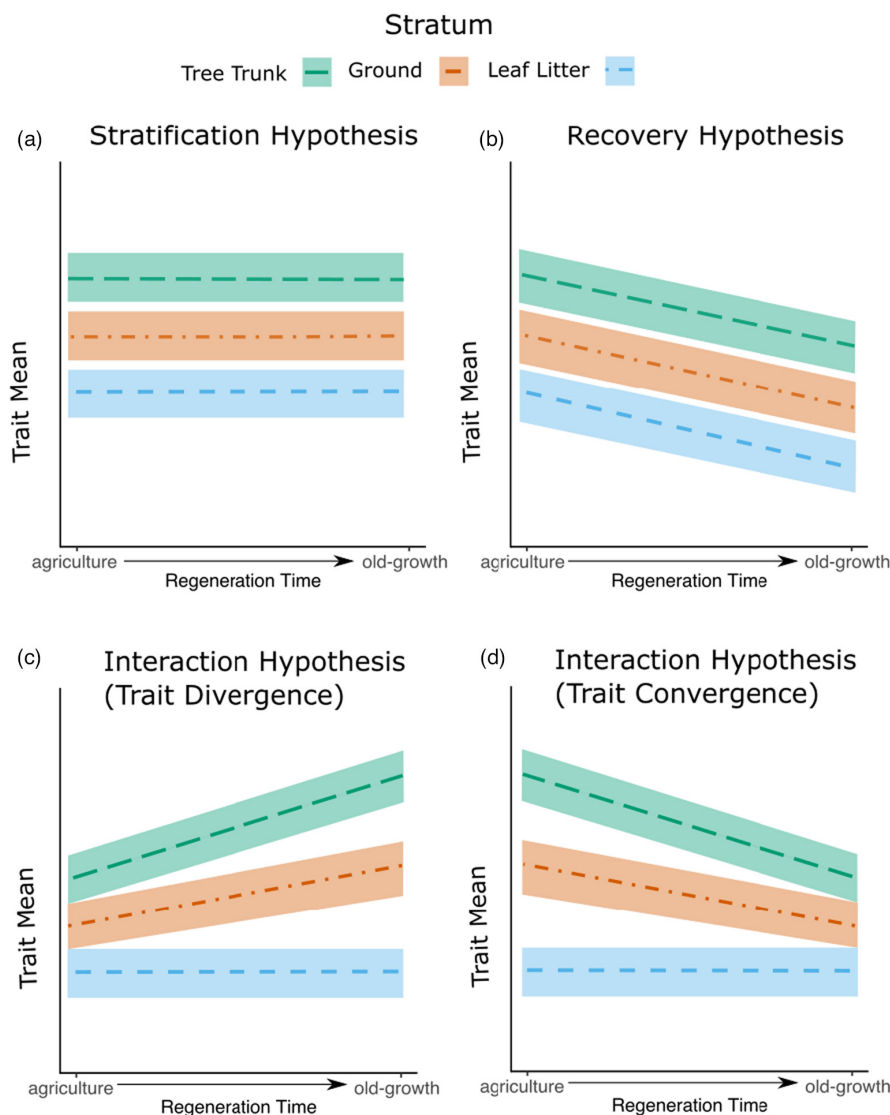 Stratum
Tree Trunk Ground Leaf Litter
(a) Stratification Hypothesis
Trait Mean
agriculture old-growth
Regeneration Time
(b) Recovery Hypothesis
Trait Mean
agriculture old-growth
Regeneration Time
(c) Interaction Hypothesis
(Trait Divergence)
Trait Mean
agriculture old-growth
Regeneration Time
(d) Interaction Hypothesis
(Trait Convergence)
Trait Mean
agriculture old-growth
Regeneration Time